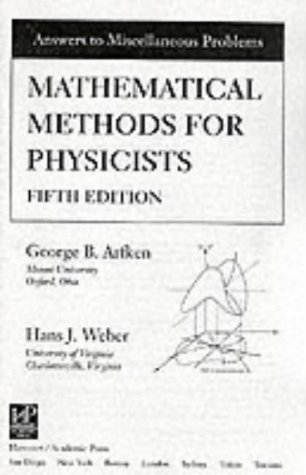 Answers to Miscellaneous Problems
MATHEMATICAL
METHODS FOR
PHYSICISTS
FIFTH EDITION
George B. Arfken
Miami University
Oxford, Ohio
Hans J. Weber
University of Virginia
Charlottesville, Virginia
Harcourt/Academic Press
San Diego New York Boston London Sydney Tokyo Toronto